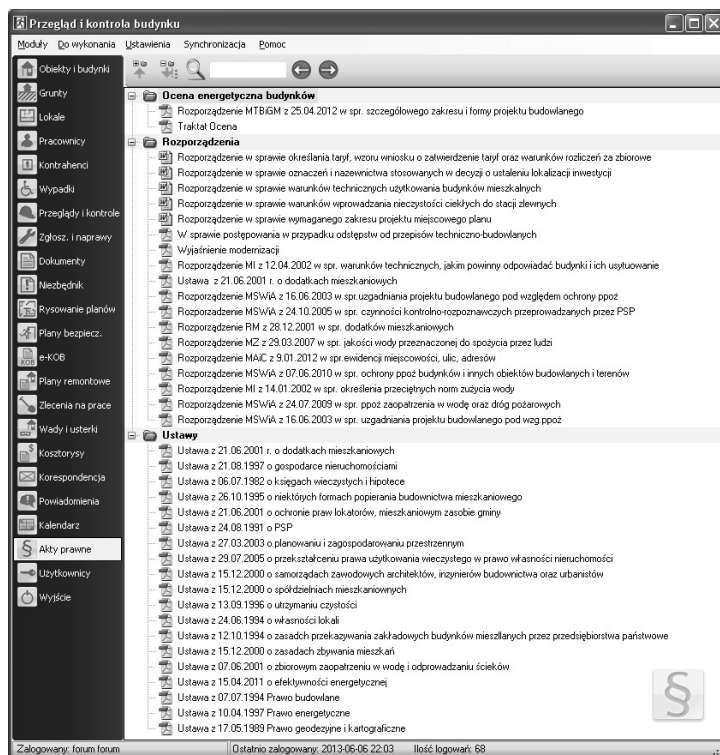 Przegląd i kontrola budynku
Moduły Do wykonania Ustawienia Synchronizacja Pomoc
Obiekty i budynki
Grunty
Lokale
Pracownicy
Kontrahenci
Wypadki
Przeglądy i kontrole
Zgłosz. i naprawy
Dokumenty
Niezbędnik
Rysowanie planów
Plany bezpiecz.
e-KOB
Plany remontowe
Zlecenia na prace
Wady i usterki
Kosztorysy
Korespondencja
Powiadomienia
Kalendarz
Akty prawne
Użytkownicy
Wyjście
Ocena energetyczna budynków
Rozporządzenie MTBiGM z 25.04.2012 w spr. szczegółowego zakresu i formy projektu budowlanego
Traktat Ocena
Rozporządzenia
Rozporządzenie w sprawie określania taryf, wzoru wniosku o zatwierdzenie taryf oraz warunków rozliczeń za zbiorowe
Rozporządzenie w sprawie oznaczeń i nazewnictwa stosowanych w decyzji o ustaleniu lokalizacji inwestycji
Rozporządzenie w sprawie warunków technicznych użytkowania budynków mieszkalnych
Rozporządzenie w sprawie warunków wprowadzania nieczystości ciekłych do stacji zlewnych
Rozporządzenie w sprawie wymaganego zakresu projektu miejscowego planu
W sprawie postępowania w przypadku odstępstw od przepisów techniczno-budowlanych
Wyjaśnienie modernizacji
Rozporządzenie MI z 12.04.2002 w spr. warunków technicznych, jakim powinny odpowiadać budynki i ich usytuowanie
Ustawa z 21.06.2001 r. o dodatkach mieszkaniowych
Rozporządzenie MSWiA z 16.06.2003 w spr.uzgadniania projektu budowlanego pod względem ochrony ppoż
Rozporządzenie MSWiA z 24.10.2005 w spr. czynności kontrolno-rozpoznawczych przeprowadzanych przez PSP
Rozporządzenie RM z 28.12.2001 w spr. dodatków mieszkaniowych
Rozporządzenie MZ z 29.03.2007 w spr. jakości wody przeznaczonej do spożycia przez ludzi
Rozporządzenie MAiC z 9.01.2012 w spr.ewidencji miejscowości, ulic, adresów
Rozporządzenie MSWiA z 07.06.2010 w spr. ochrony ppoż budynków i innych obiektów budowlanych i terenów
Rozporządzenie MI z 14.01.2002 w spr. określenia przeciętnych norm zużycia wody
Rozporządzenie MSWiA z 24.07.2009 w spr. ppoż zaopatrzenia w wodę oraz dróg pożarowych
Rozporządzenie MSWiA z 16.06.2003 w spr. uzgadniania projektu budowlanego pod wzg.ppoż
Ustawy
Ustawa z 21.06.2001 r. o dodatkach mieszkaniowych
Ustawa z 21.08.1997 o gospodarce nieruchomościami
Ustawa z 06.07.1982 o księgach wieczystych i hipotece
Ustawa z 26.10.1995 o niektórych formach popierania budownictwa mieszkaniowego
Ustawa z 21.06.2001 o ochronie praw lokatorów, mieszkaniowym zasobie gminy
Ustawa z 24.08.1991 o PSP
Ustawa z 27.03.2003 o planowaniu i zagospodarowaniu przestrzennym
Ustawa z 29.07.2005 o przekształceniu prawa użytkowania wieczystego w prawo własności nieruchomości
Ustawa z 15.12.2000 o samorządach zawodowych architektów, inżynierów budownictwa oraz urbanistów
Ustawa z 15.12.2000 o spółdzielniach mieszkaniownych
Ustawa z 13.09.1996 o utrzymaniu czystości
Ustawa z 24.06.1994 o własności lokali
Ustawa z 12.10.1994 o zasadch przekazywania zakładowych budynków miesllanych przez przedsiębiorstwa państwowe
Ustawa z 15.12.2000 o zasadach zbywania mieszkań
Ustawa z 07.06.2001 o zbiorowym zaopatrzeniu w wodę i odprowadzaniu ścieków
Ustawa z 15.04.2011 o efektywności energetycznej
Ustawa z 07.07.1994 Prawo budowlane
Ustawa z 10.04.1997 Prawo energetyczne
Ustawa z 17.05.1989 Prawo geodezyjne i kartograficzne
Zalogowany: forum forum Ostatnio zalogowany: 2013-06-06 22:03 Ilość logowań: 68